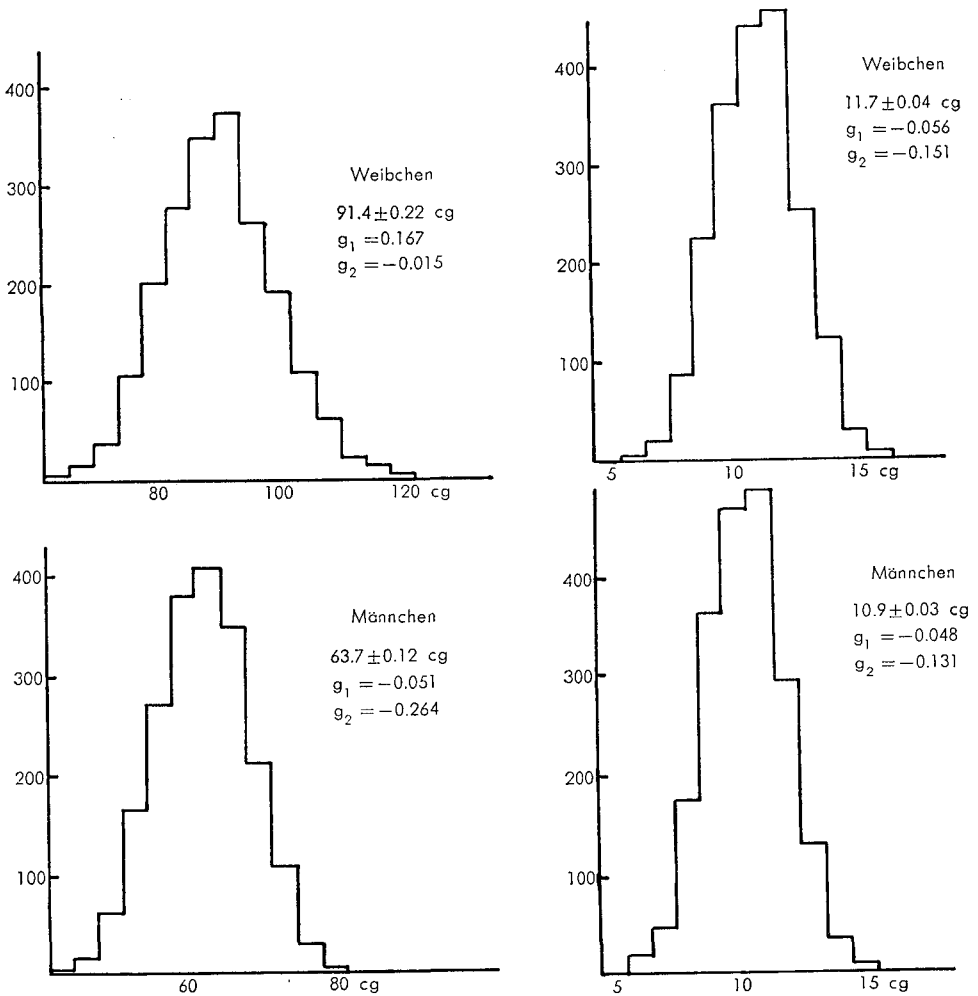 400
300
200
100
80 100 120 cg
Weibchen
91.4±0.22 cg
g₁ =0.167
g₂ =−0.015
400
300
200
100
5 10 15 cg
Weibchen
11.7±0.04 cg
g₁ =−0.056
g₂ =−0.151
400
300
200
100
60 80 cg
Männchen
63.7±0.12 cg
g₁ =−0.051
g₂ =−0.264
400
300
200
100
5 10 15 cg
Männchen
10.9±0.03 cg
g₁ =−0.048
g₂ =−0.131